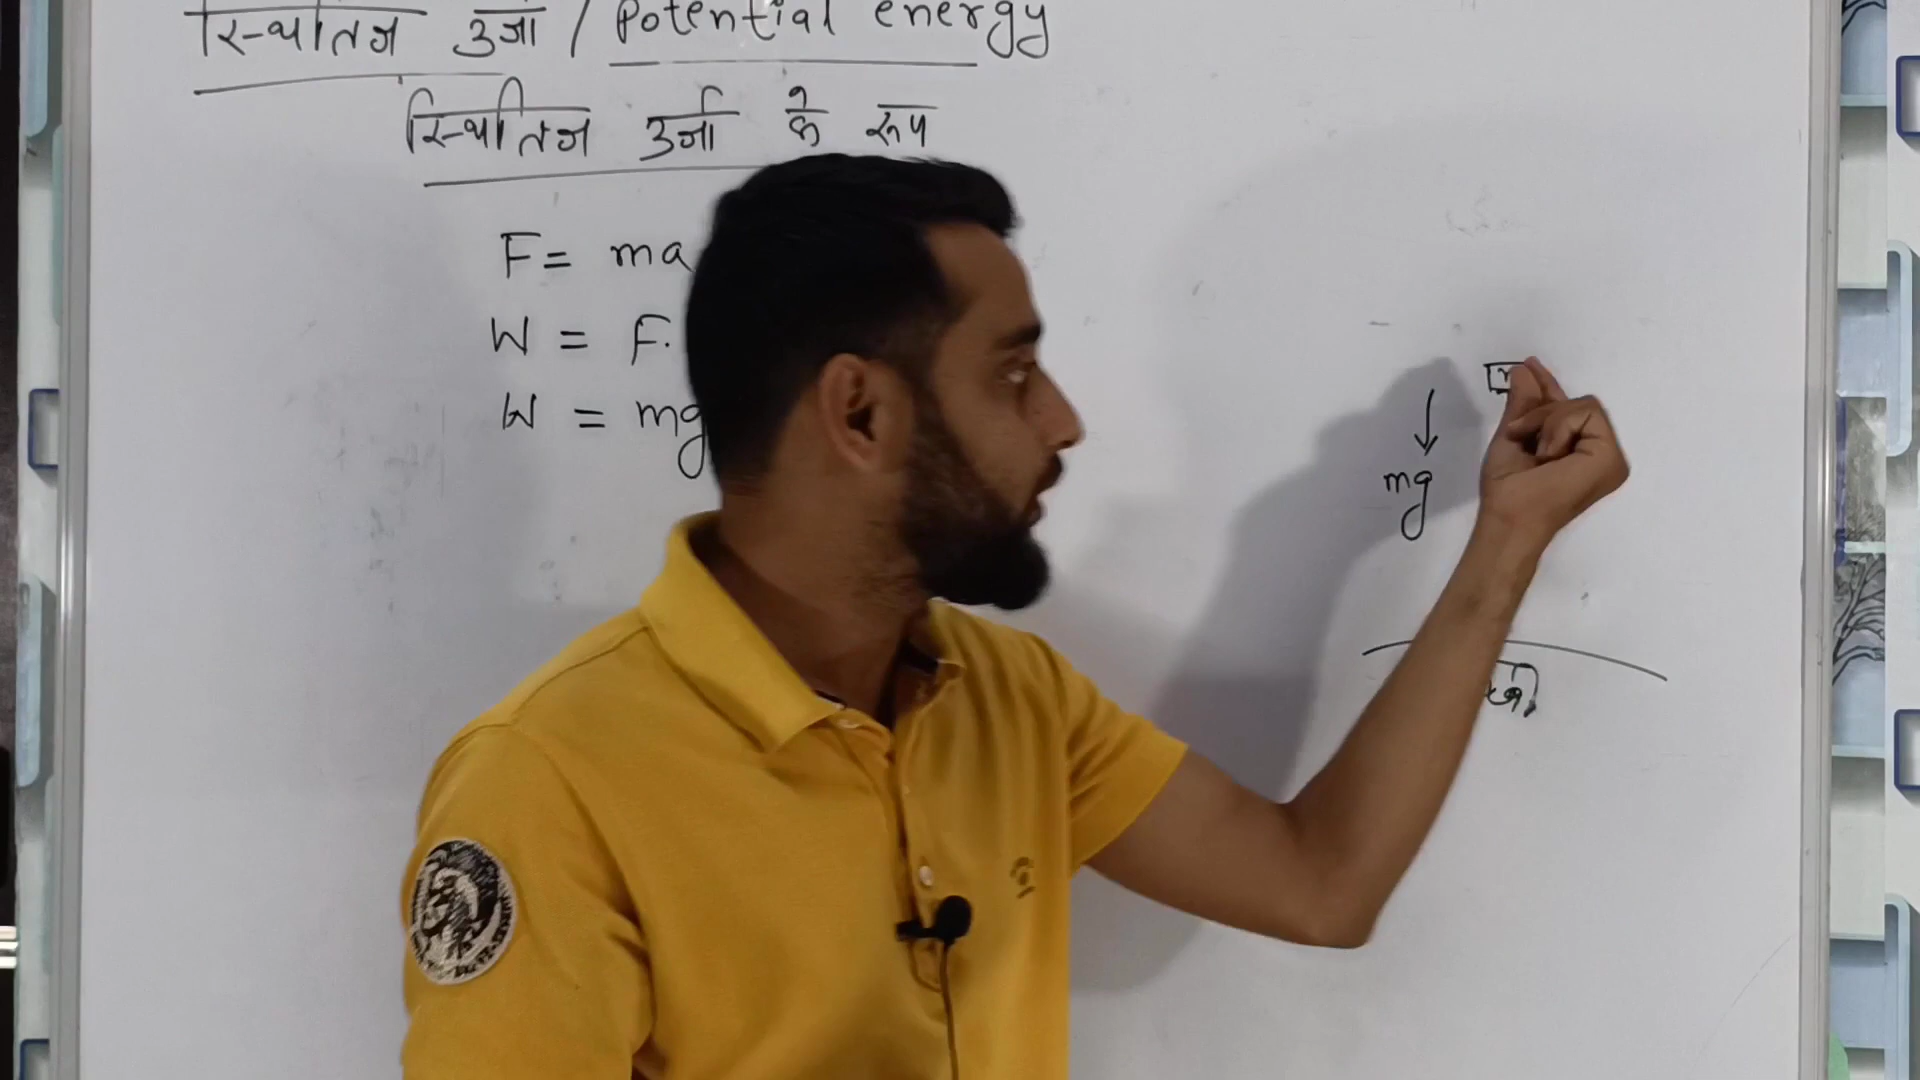 स्थितिज उर्जा / Potential energy
स्थितिज उर्जा के रूप
F = ma
W = F.
W = mg
mg